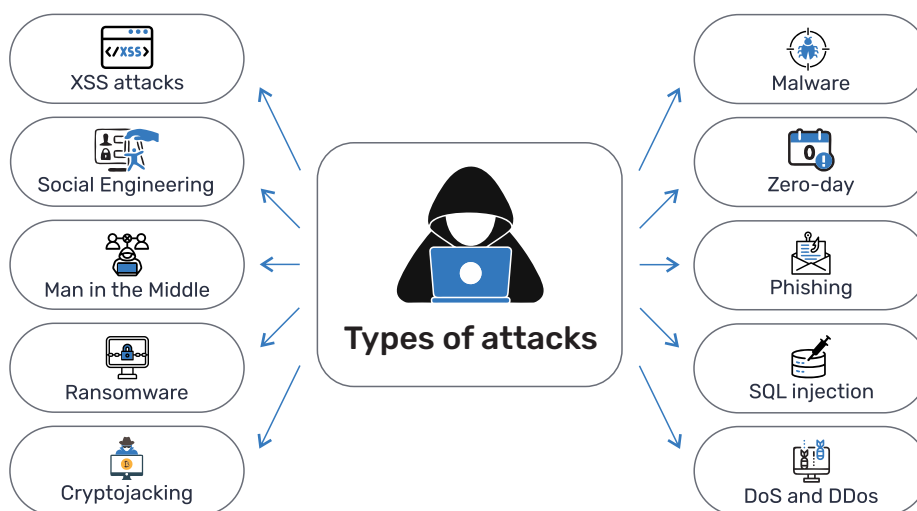 </XSS>
XSS attacks
Social Engineering
Man in the Middle
Ransomware
Cryptojacking
Types of attacks
Malware
0
Zero-day
Phishing
SQL injection
DoS and DDos